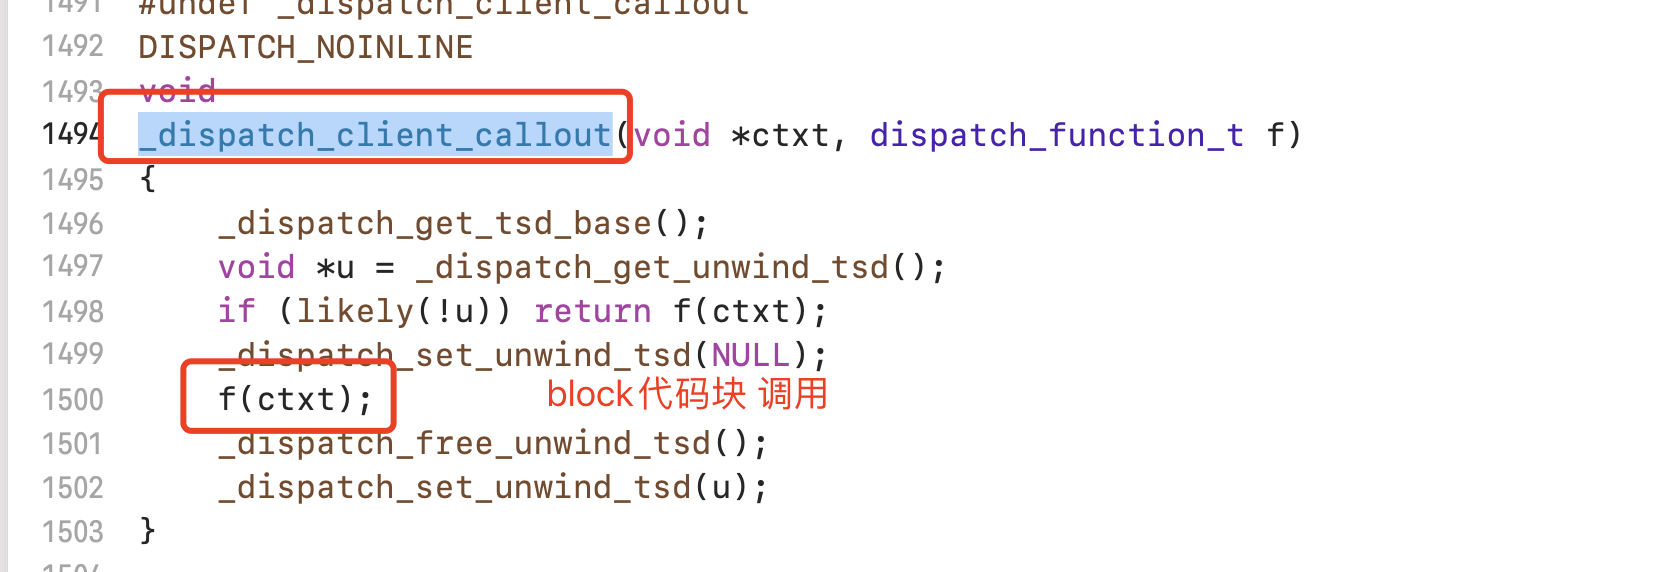 1491 #undef _dispatch_client_callout
1492 DISPATCH_NOINLINE
1493 void
1494 _dispatch_client_callout(void *ctxt, dispatch_function_t f)
1495 {
1496 _dispatch_get_tsd_base();
1497 void *u = _dispatch_get_unwind_tsd();
1498 if (likely(!u)) return f(ctxt);
1499 _dispatch_set_unwind_tsd(NULL);
1500 f(ctxt); block代码块 调用
1501 _dispatch_free_unwind_tsd();
1502 _dispatch_set_unwind_tsd(u);
1503 }
1504